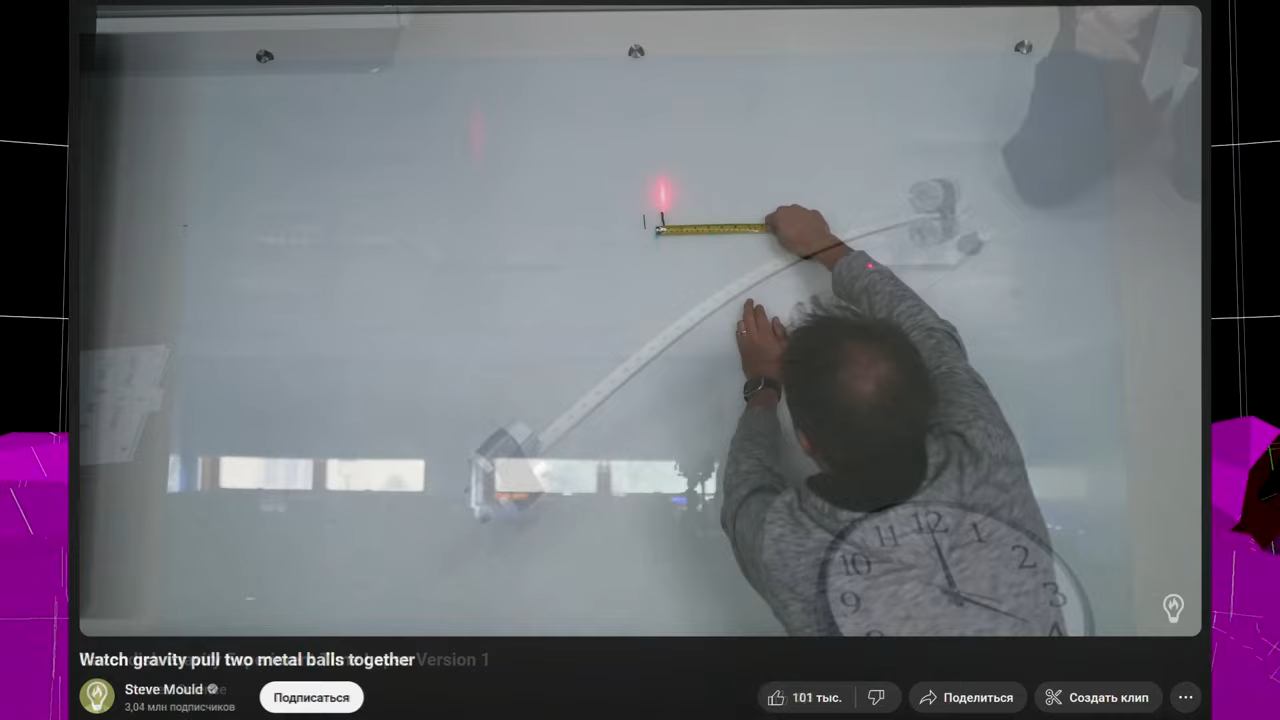 10
11
12
1
2
9
3
4
Watch gravity pull two metal balls together Version 1
Steve Mould
3,04 млн подписчиков
Подписаться
101 тыс.
Поделиться
Создать клип